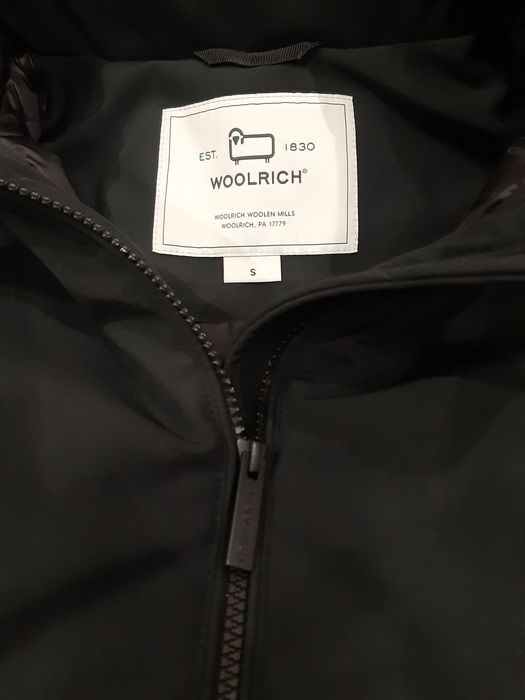 EST. 1830
WOOLRICH®
WOOLRICH WOOLEN MILLS
WOOLRICH, PA 17779
S